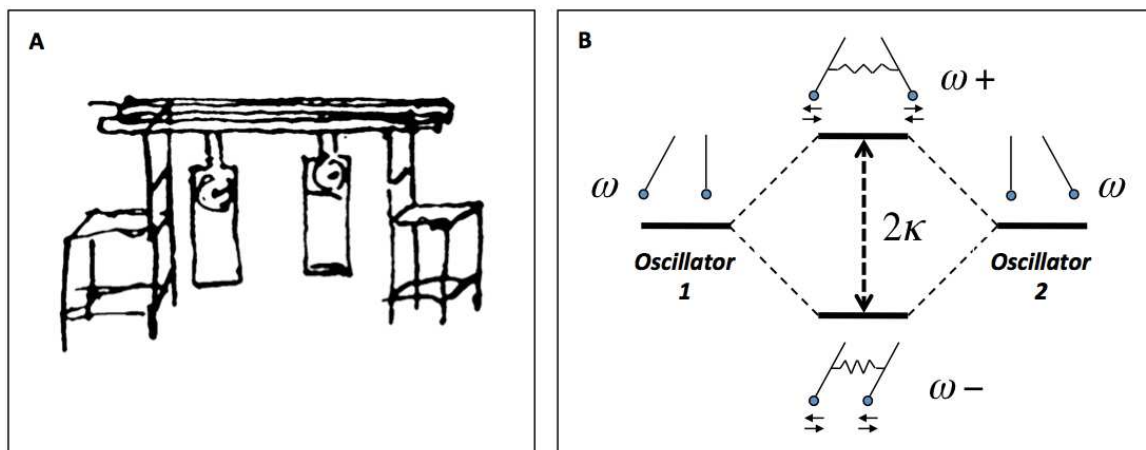 A
B
ω+
ω
ω
2κ
Oscillator
1
Oscillator
2
ω−